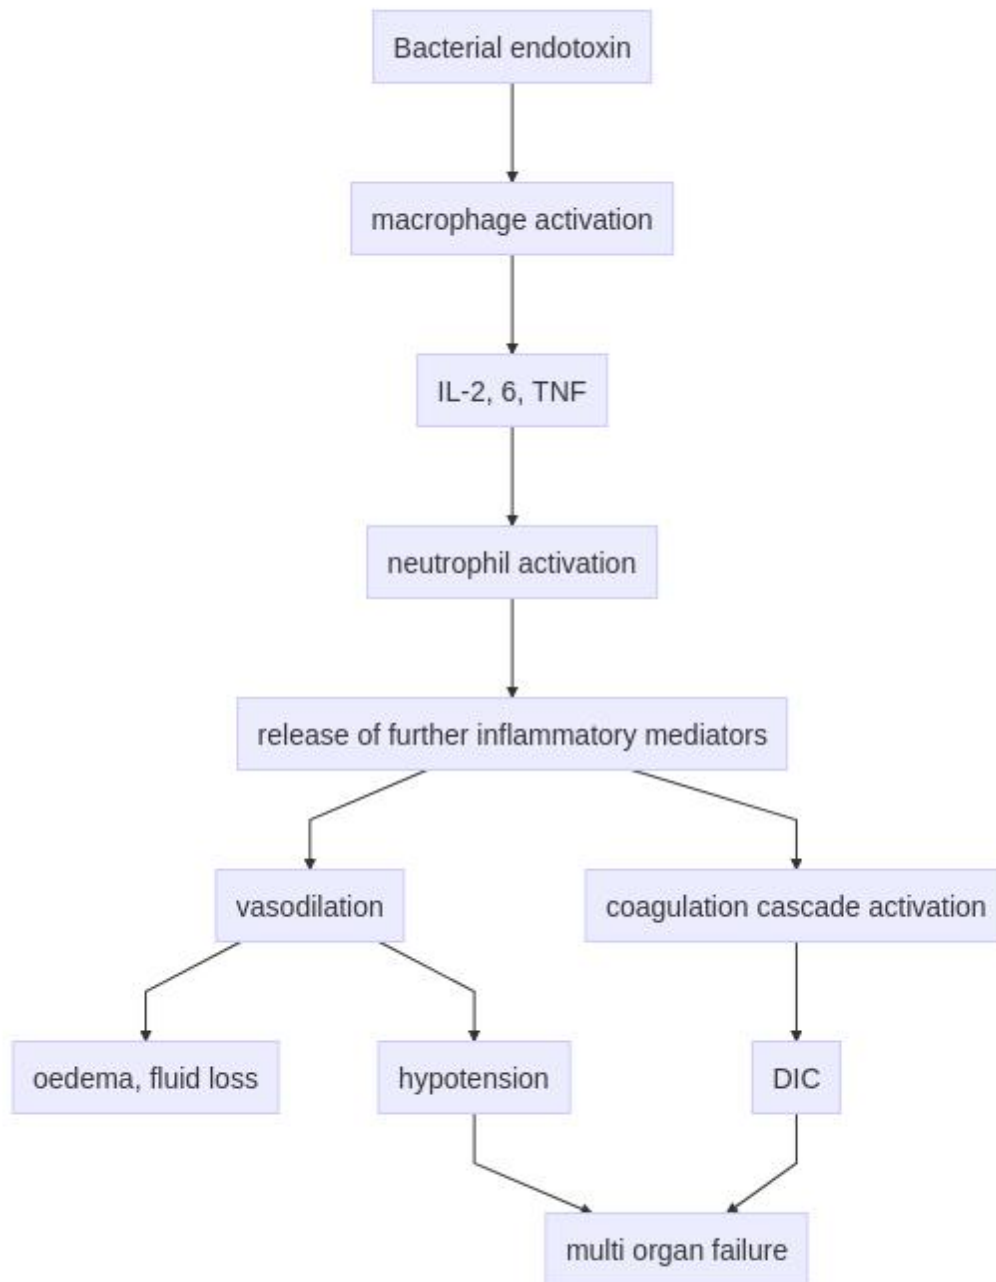 Bacterial endotoxin
macrophage activation
IL-2, 6, TNF
neutrophil activation
release of further inflammatory mediators
vasodilation
coagulation cascade activation
oedema, fluid loss
hypotension
DIC
multi organ failure